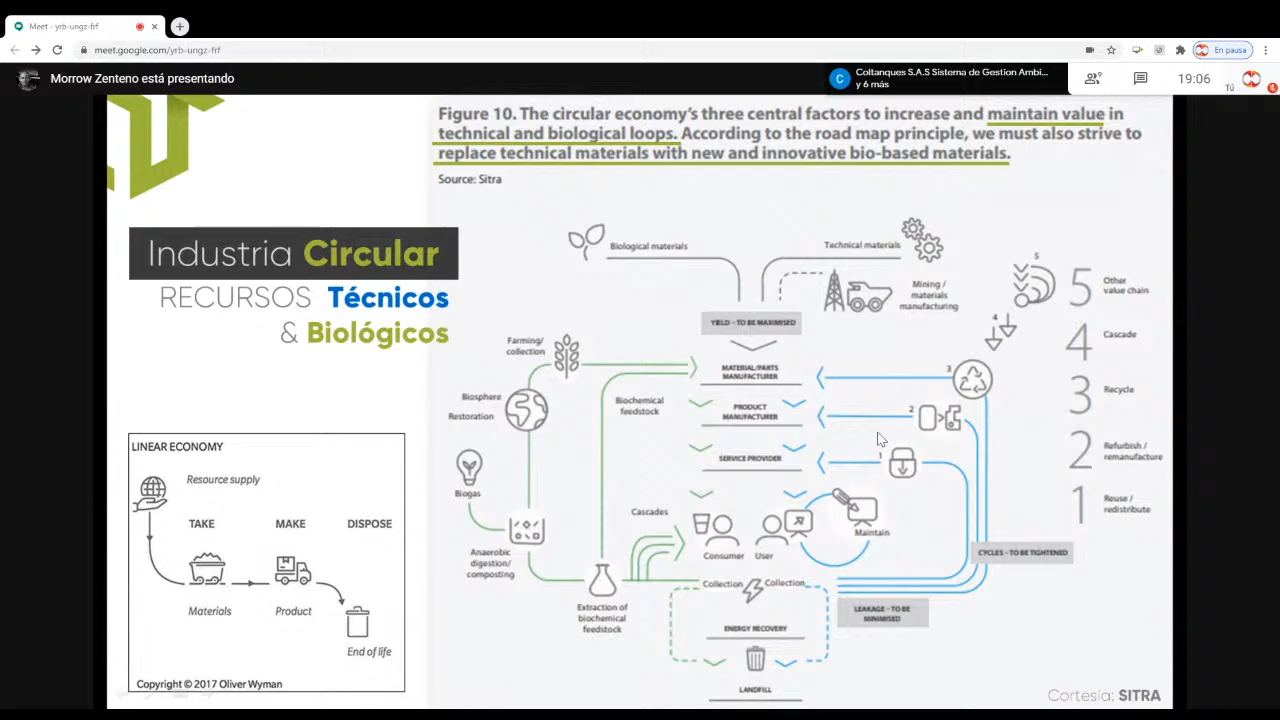 Meet - yrb-ungz-frf
meet.google.com/yrb-ungz-frf
En pausa
Morrow Zenteno está presentando
C
Coltanques S.A.S Sistema de Gestion Ambi...
y 6 más
9
19:06
Tú
Figure 10. The circular economy's three central factors to increase and maintain value in
technical and biological loops. According to the road map principle, we must also strive to
replace technical materials with new and innovative bio-based materials.
Source: Sitra
Industria Circular
RECURSOS Técnicos
& Biológicos
LINEAR ECONOMY
Resource supply
TAKE
MAKE
DISPOSE
Materials
Product
End of life
Copyright © 2017 Oliver Wyman
Biological materials
Technical materials
Mining /
materials
manufacturing
YIELD - TO BE MAXIMISED
Farming/
collection
MATERIAL/PARTS
MANUFACTURER
3
Biosphere
Restoration
Biochemical
feedstock
PRODUCT
MANUFACTURER
2
SERVICE PROVIDER
1
Biogas
Cascades
Anaerobic
digestion/
composting
Consumer
User
Maintain
Extraction of
biochemical
feedstock
Collection
Collection
CYCLES - TO BE TIGHTENED
LEAKAGE - TO BE
MINIMISED
ENERGY RECOVERY
LANDFILL
5
4
5
Other
value chain
4
Cascade
3
Recycle
2
Refurbish /
remanufacture
1
Reuse /
redistribute
Cortesía: SITRA